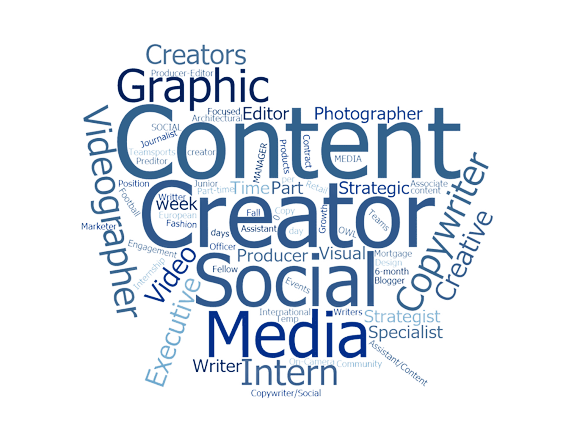 Creators
Producer-Editor
Graphic
Focused
Architectural
Editor
Photographer
Content
SOCIAL
Journalist
Teamsports
Preditor
creator
MANAGER
Products
Contract
MEDIA
Videographer
Position
Football
Junior
Part-time
Time
per
Part
Retail
Strategic
Associate
content
Copywriter
Creative
Writter
week
European
Fashion
Creator
Marketer
Fall
Copy
days
Assistant
day
Growth
OWL
Teams
Engagement
Internship
Video
Officer
Producer
Visual
Mortgage
Design
6-month
Blogger
Fellow
Social
Events
Executive
International
Temp
Writers
Strategist
Media
Specialist
Writer
Intern
On-Camera
Community
Assistant/Content
Copywriter/Social